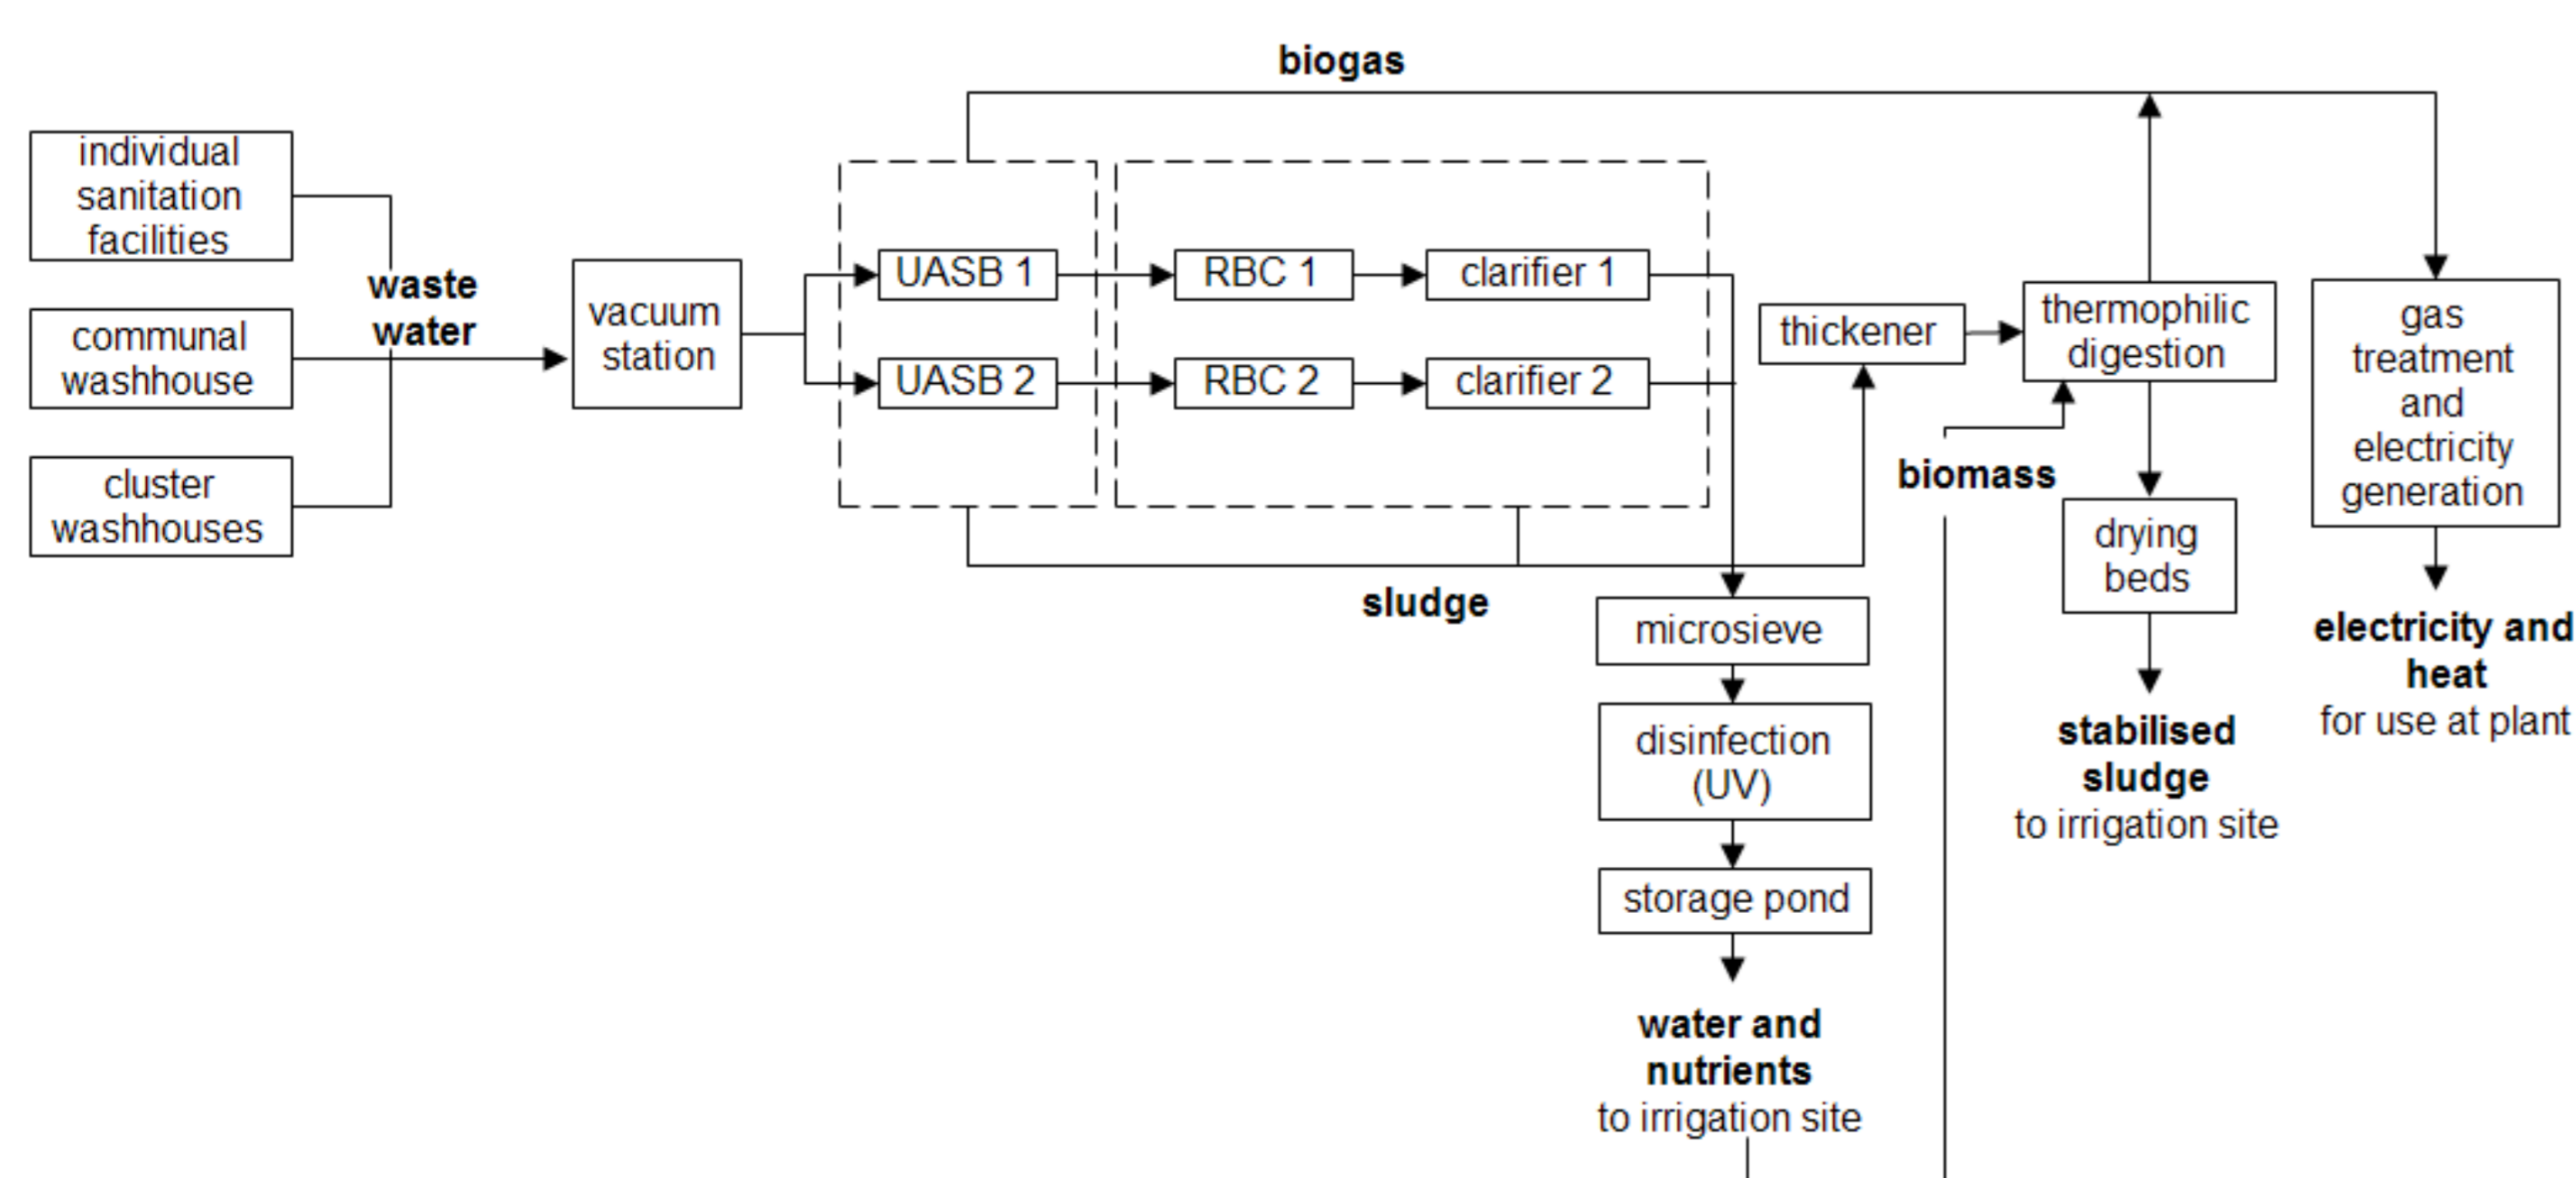 biogas
individual
sanitation
facilities
waste
water
communal
washhouse
cluster
washhouses
vacuum
station
UASB 1
RBC 1
clarifier 1
UASB 2
RBC 2
clarifier 2
sludge
thickener
thermophilic
digestion
biomass
drying
beds
stabilised
sludge
to irrigation site
gas
treatment
and
electricity
generation
electricity and
heat
for use at plant
microsieve
disinfection
(UV)
storage pond
water and
nutrients
to irrigation site